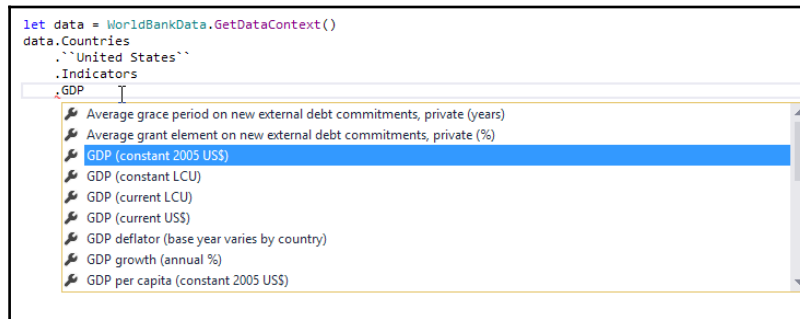 let data = WorldBankData.GetDataContext()
data.Countries
.``United States``
.Indicators
.GDP
Average grace period on new external debt commitments, private (years)
Average grant element on new external debt commitments, private (%)
GDP (constant 2005 US$)
GDP (constant LCU)
GDP (current LCU)
GDP (current US$)
GDP deflator (base year varies by country)
GDP growth (annual %)
GDP per capita (constant 2005 US$)